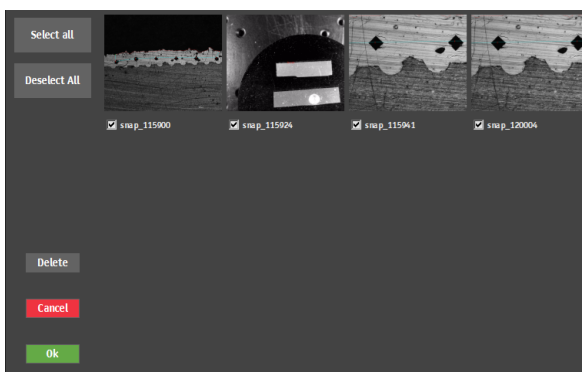 Select all
Deselect All
snap_115900
snap_115924
snap_115941
snap_120004
Delete
Cancel
Ok